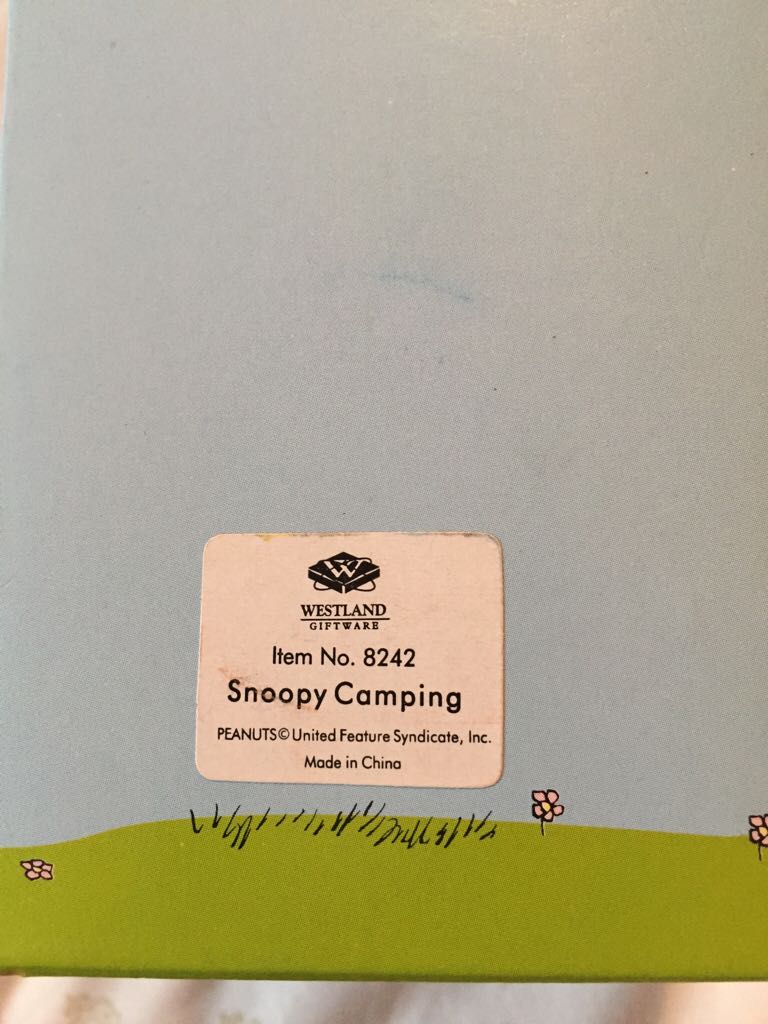 W
WESTLAND
GIFTWARE
Item No. 8242
Snoopy Camping
PEANUTS© United Feature Syndicate, Inc.
Made in China